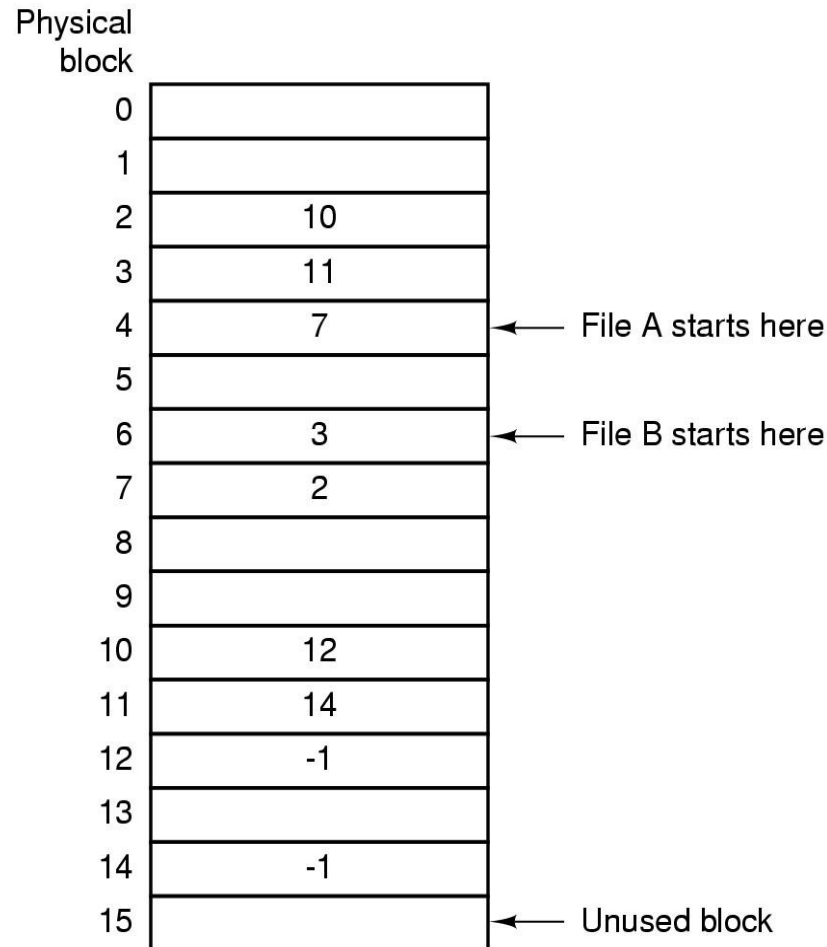 Physical
block
0
1
2 10
3 11
4 7 File A starts here
5
6 3 File B starts here
7 2
8
9
10 12
11 14
12 -1
13
14 -1
15 Unused block